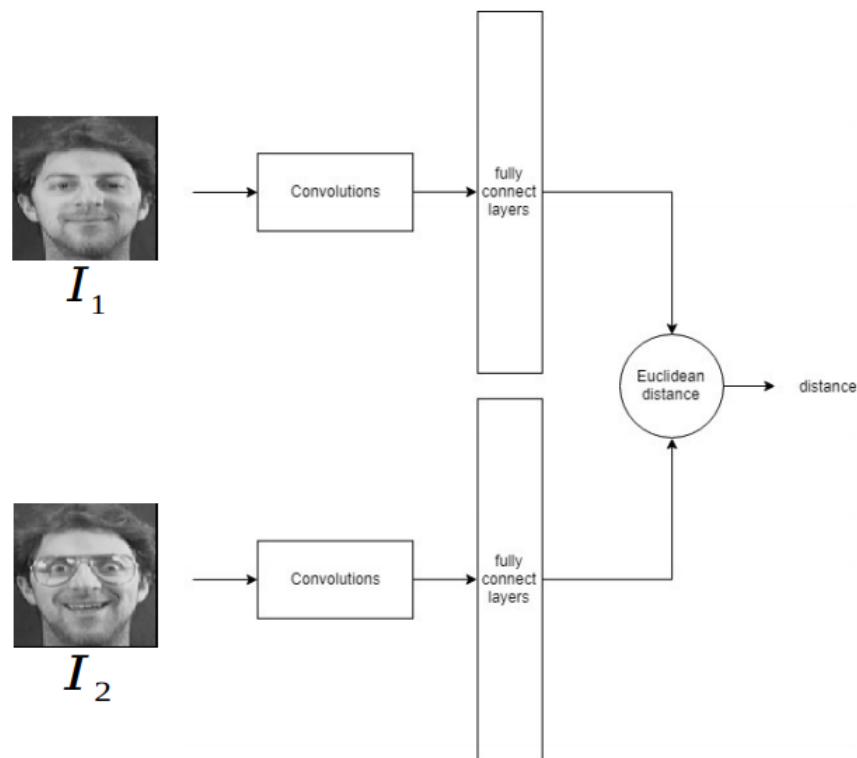 Convolutions
fully
connect
layers
I₁
Euclidean
distance
distance
Convolutions
fully
connect
layers
I₂